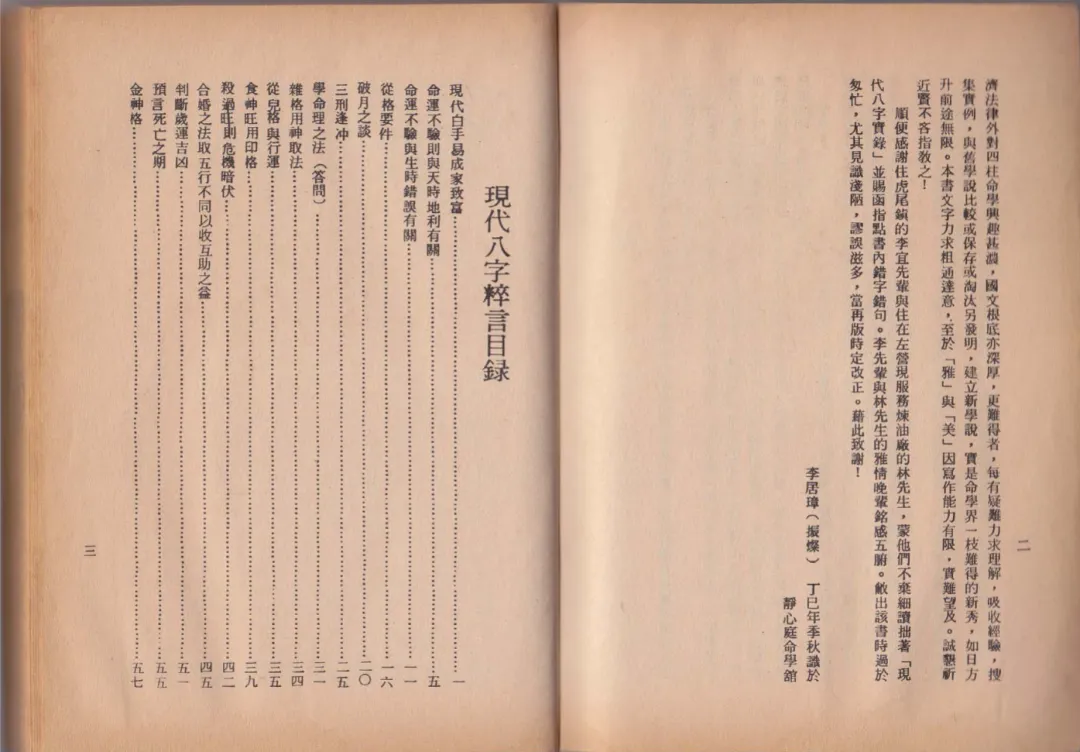 二
濟法律外對四柱命學興趣甚濃，國文根底亦深厚，更難得者，每有疑難力求理解，吸收經驗，搜
集實例，與舊學說比較或保存或淘汰另發明，建立新學說，實是命學界一枝難得的新秀，如日方
升前途無限。本書文字力求粗通達意，至於「雅」與「美」因寫作能力有限，實難望及。誠懇祈
近賢不吝指教之！
順便感謝住虎尾鎮的李宜先輩與住在左營現服務煉油廠的林先生，蒙他們不棄細讀拙著「現
代八字實錄」並賜函指點書內錯字錯句。李先輩與林先生的雅情晚輩銘感五腑。敝出該書時過於
匆忙，尤其見識淺陋，謬誤滋多，當再版時定改正。藉此致謝！
李居璋（振燦）　丁巳年季秋識於
靜心庭命學舘
現代八字粹言目録
現代白手易成家致富…………一
命運不驗則與天時地利有關…………五
命運不驗與生時錯誤有關…………一一
從格要件…………一六
破月之談…………二〇
三刑逢冲…………二五
學命理之法（答問）…………三一
雜格用神取法…………三四
從兒格與行運…………三五
食神旺用印格…………三九
殺過旺則危機暗伏…………四二
合婚之法取五行不同以收互助之益…………四五
判斷歲運吉凶…………五一
預言死亡之期…………五五
金神格…………五七
三